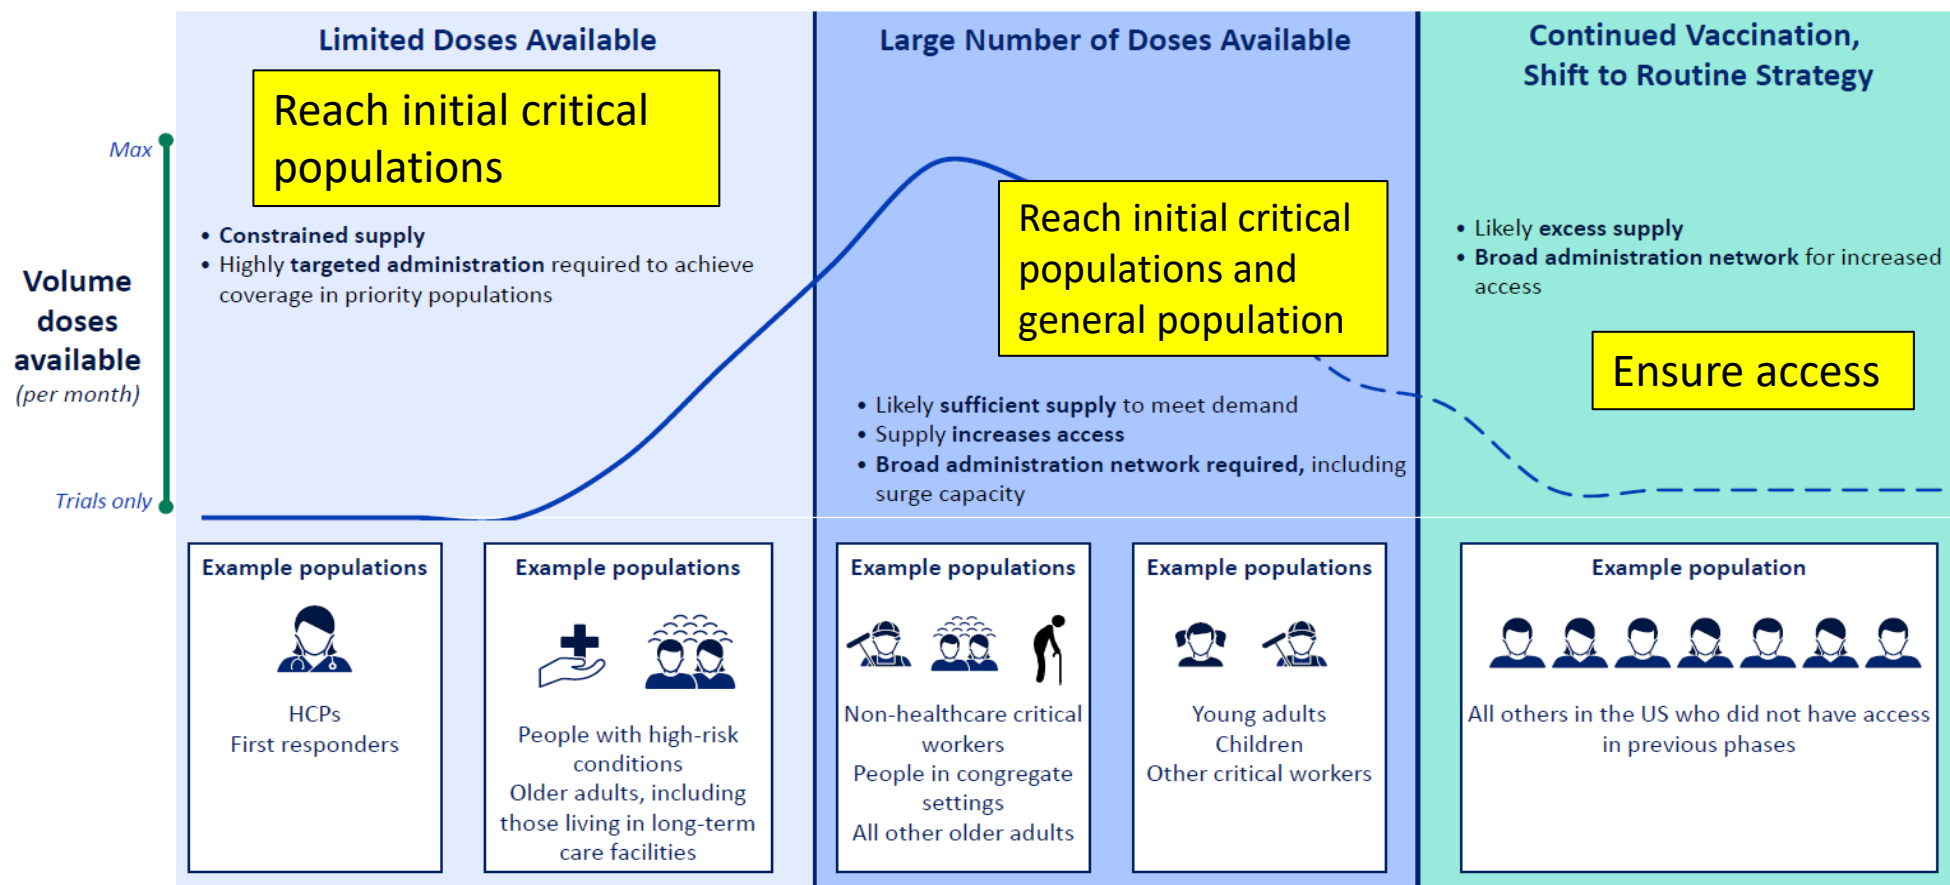 Limited Doses Available
Reach initial critical
populations
• Constrained supply
• Highly targeted administration required to achieve
coverage in priority populations
Large Number of Doses Available
Reach initial critical
populations and
general population
• Likely sufficient supply to meet demand
• Supply increases access
• Broad administration network required, including
surge capacity
Continued Vaccination,
Shift to Routine Strategy
• Likely excess supply
• Broad administration network for increased
access
Ensure access
Max
Volume
doses
available
(per month)
Trials only
Example populations
HCPs
First responders
Example populations
People with high-risk
conditions
Older adults, including
those living in long-term
care facilities
Example populations
Non-healthcare critical
workers
People in congregate
settings
All other older adults
Example populations
Young adults
Children
Other critical workers
Example population
All others in the US who did not have access
in previous phases